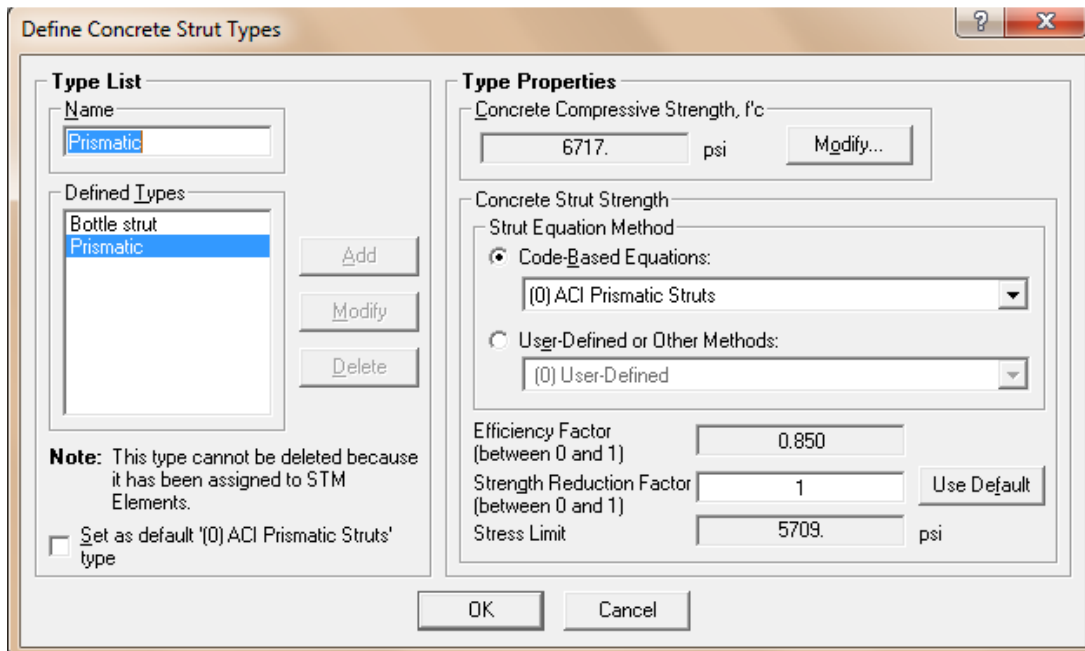 Define Concrete Strut Types
?
X
Type List
Name
Prismatic
Defined Types
Bottle strut
Prismatic
Add
Modify
Delete
Note: This type cannot be deleted because
it has been assigned to STM
Elements.
Set as default '(0) ACI Prismatic Struts'
type
Type Properties
Concrete Compressive Strength, f'c
6717. psi Modify...
Concrete Strut Strength
Strut Equation Method
Code-Based Equations:
(0) ACI Prismatic Struts
User-Defined or Other Methods:
(0) User-Defined
Efficiency Factor
(between 0 and 1)
0.850
Strength Reduction Factor
(between 0 and 1)
1
Use Default
Stress Limit 5709. psi
OK Cancel